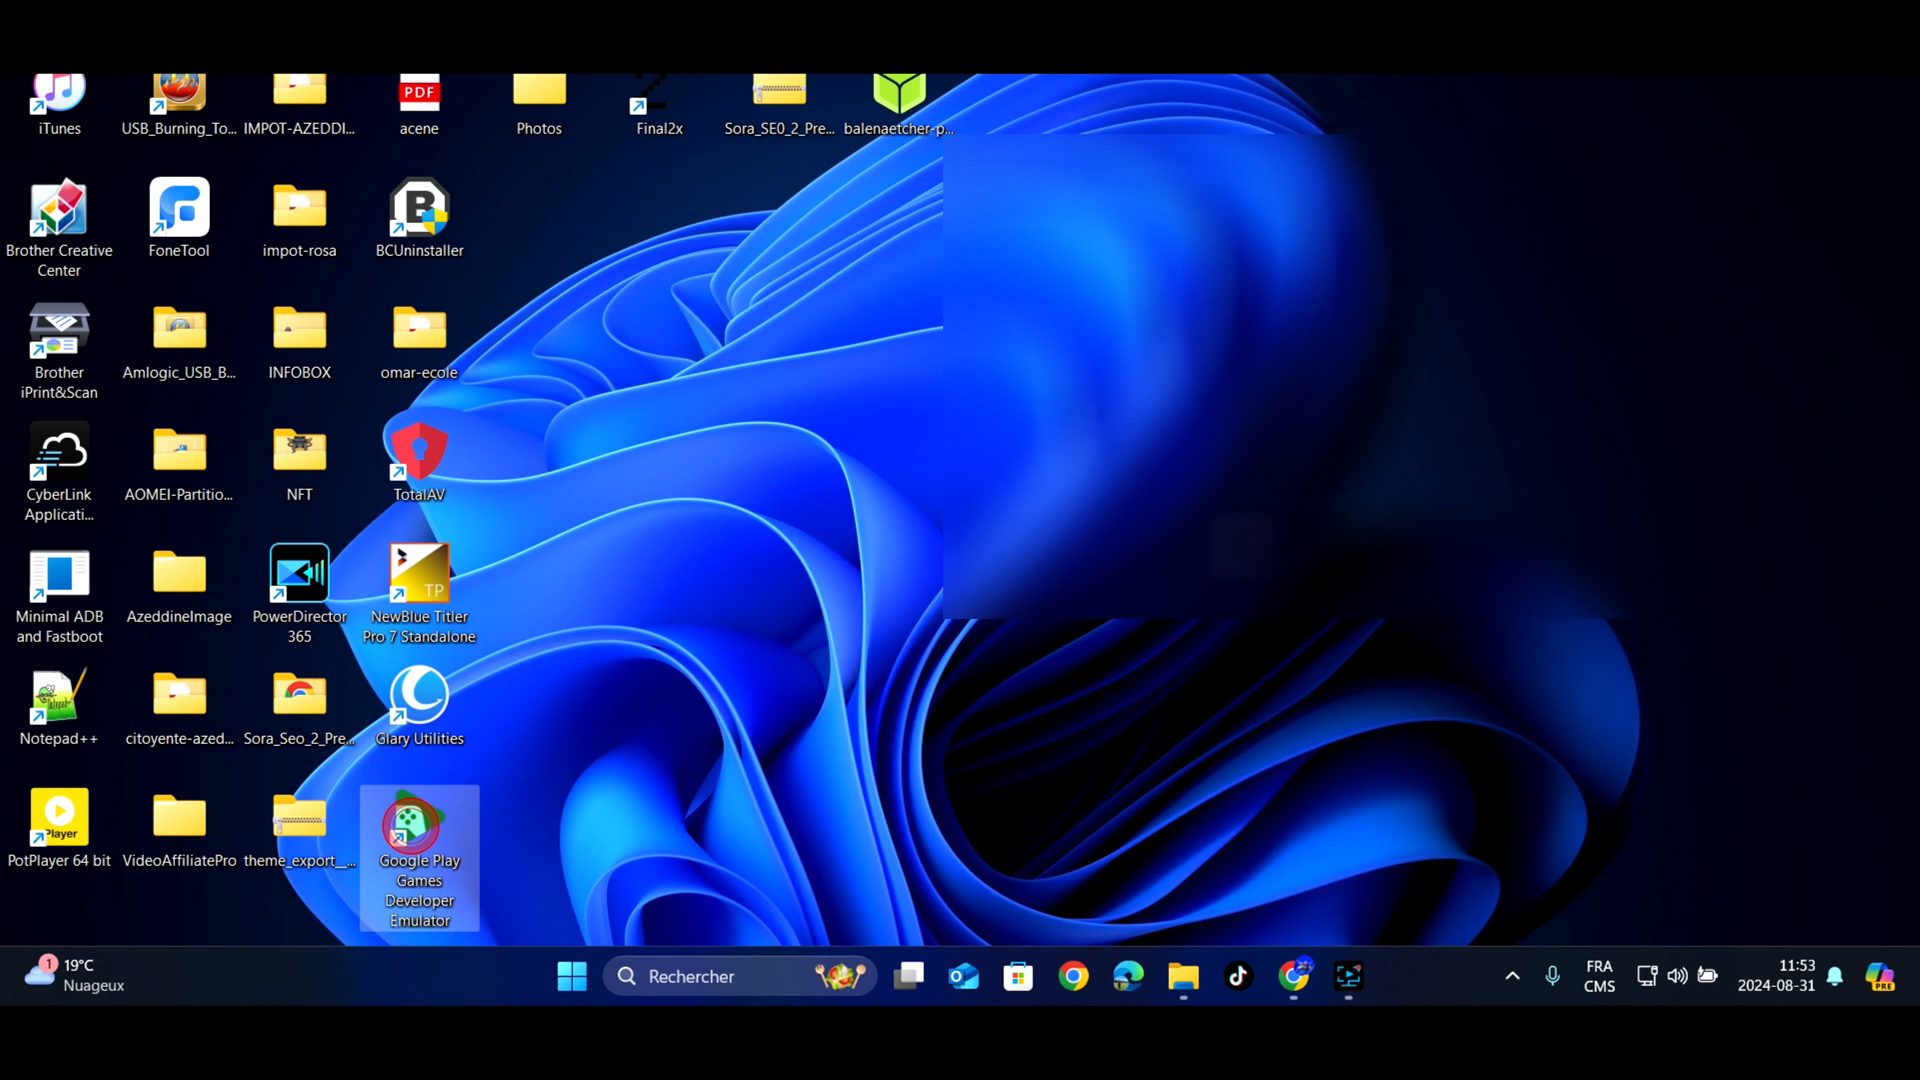 iTunes
USB_Burning_To...
IMPOT-AZEDDI...
PDF
acene
Photos
Final2x
Sora_SE0_2_Pre...
balenaetcher-p...
Brother Creative
Center
FoneTool
impot-rosa
B
BCUninstaller
Brother
iPrint&Scan
Amlogic_USB_B...
INFOBOX
omar-ecole
CyberLink
Applicati...
AOMEI-Partitio...
NFT
TotalAV
Minimal ADB
and Fastboot
AzeddineImage
PowerDirector
365
TP
NewBlue Titler
Pro 7 Standalone
Notepad++
citoyente-azed...
Sora_Seo_2_Pre...
Glary Utilities
Player
PotPlayer 64 bit
VideoAffiliatePro
theme_export__...
Google Play
Games
Developer
Emulator
1
19°C
Nuageux
Rechercher
FRA
CMS
11:53
2024-08-31
PRE